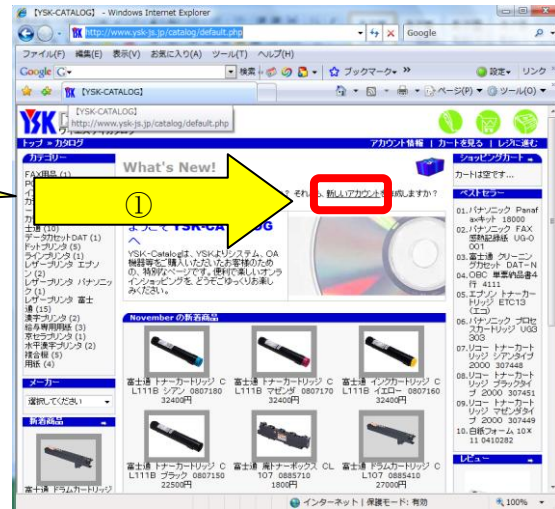 [YSK-CATALOG] - Windows Internet Explorer
http://www.ysk-js.jp/catalog/default.php
Google
ファイル(F) 編集(E) 表示(V) お気に入り(A) ツール(T) ヘルプ(H)
Google
検索
ブックマーク
設定
リンク
[YSK-CATALOG]
ページ(P)
ツール(O)
[YSK-CATALOG]
http://www.ysk-js.jp/catalog/default.php
YSK
トップ » カタログ
アカウント情報 | カートを見る | レジに進む
カテゴリー
FAX用品 (1)
士通 (10)
データカセットDAT (1)
ドットプリンタ (5)
ラインプリンタ (1)
レザープリンタ エプソン (2)
レザープリンタ パナソニック (1)
レザープリンタ 富士通 (15)
漢字プリンタ (2)
給与専用用紙 (3)
京セラプリンタ (1)
水平漢字プリンタ (2)
複合機 (5)
用紙 (4)
メーカー
選択してください
新着商品
富士通 ドラムカートリッジ
①
What's New!
? それとも、新しいアカウントを作成しますか?
ようこそ YSK-CATALOG
へ
YSK-Catalogは、YSKよりシステム、OA
機器等をご購入いただいたお客様のため
の、特別なページです。便利で楽しいオンラ
インショッピングを、どうぞごゆっくりお楽し
みください。
November の新着商品
富士通 トナーカートリッジ CL111B シアン 0807180
32400円
富士通 トナーカートリッジ CL111B マゼンダ 0807170
32400円
富士通 インクカートリッジ CL111B イエロー 0807160
32400円
富士通 トナーカートリッジ CL111B ブラック 0807150
22500円
富士通 廃トナーボックス CL107 0885710
1800円
富士通 ドラムカートリッジ CL107 0885410
27000円
ショッピングカート
カートは空です...
ベストセラー
01. パナソニック Panafaxキット 18000
02. パナソニック FAX 感熱記録紙 UG-0001
03. 富士通 クリーニングカセット DAT-N
04. OBC 単票納品書4行 4111
05. エプソン トナーカートリッジ ETC13 (エコ)
06. パナソニック プロセスカートリッジ UG3303
07. リコー トナーカートリッジ シアンタイプ 2000 307448
08. リコー トナーカートリッジ ブラックタイプ 2000 307451
09. リコー トナーカートリッジ マゼンダタイプ 2000 307449
10. 白紙フォーム 10X11 0410282
レビュー
インターネット | 保護モード: 有効
100%